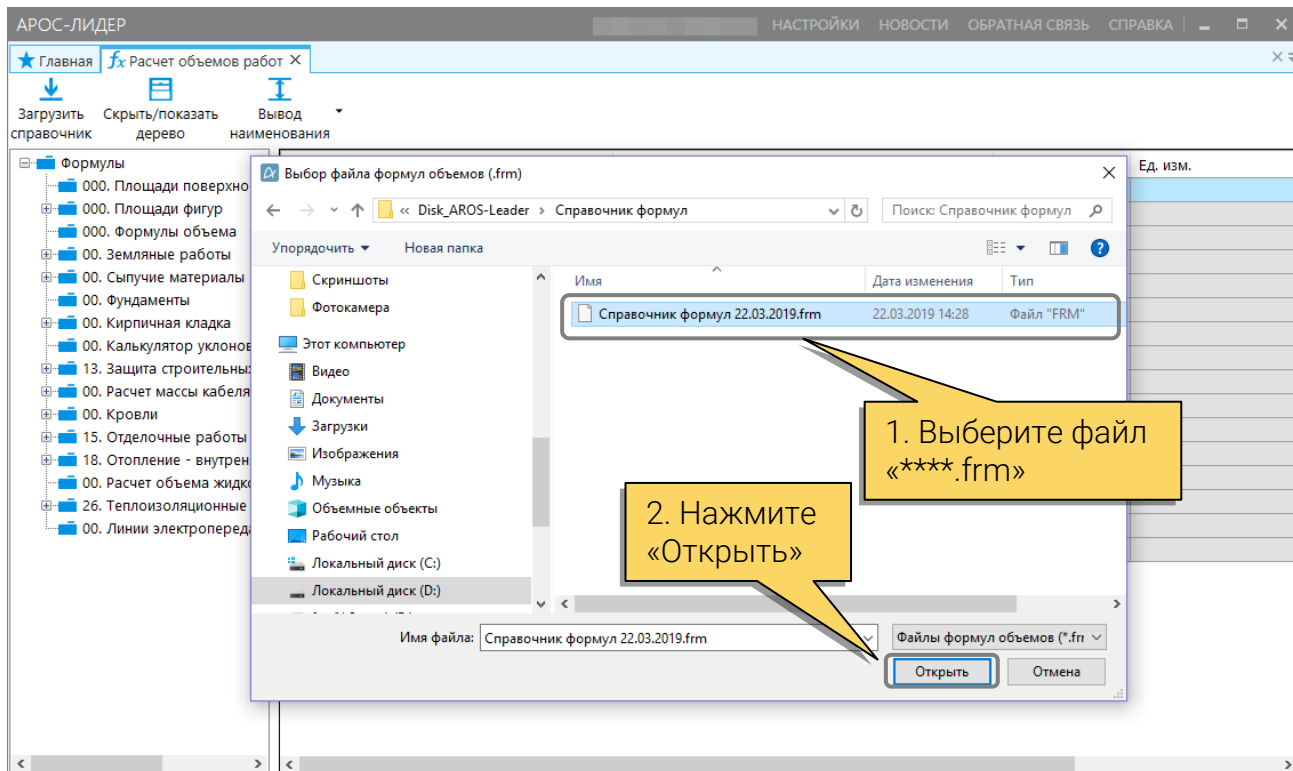 АРОС-ЛИДЕР
НАСТРОЙКИ НОВОСТИ ОБРАТНАЯ СВЯЗЬ СПРАВКА
Главная fx Расчет объемов работ
Загрузить справочник
Скрыть/показать дерево
Вывод наименования
Формулы
000. Площади поверхно
000. Площади фигур
000. Формулы объема
00. Земляные работы
00. Сыпучие материалы
00. Фундаменты
00. Кирпичная кладка
00. Калькулятор уклонов
13. Защита строительны
00. Расчет массы кабеля
00. Кровли
15. Отделочные работы
18. Отопление - внутрен
00. Расчет объема жидко
26. Теплоизоляционные
00. Линии электропереда
Ед. изм.
Выбор файла формул объемов (.frm)
« Disk_AROS-Leader › Справочник формул
Поиск: Справочник формул
Упорядочить Новая папка
Скриншоты
Фотокамера
Этот компьютер
Видео
Документы
Загрузки
Изображения
Музыка
Объемные объекты
Рабочий стол
Локальный диск (C:)
Локальный диск (D:)
Имя Дата изменения Тип
Справочник формул 22.03.2019.frm 22.03.2019 14:28 Файл "FRM"
1. Выберите файл
«****.frm»
2. Нажмите
«Открыть»
Имя файла: Справочник формул 22.03.2019.frm Файлы формул объемов (*.frr
Открыть Отмена